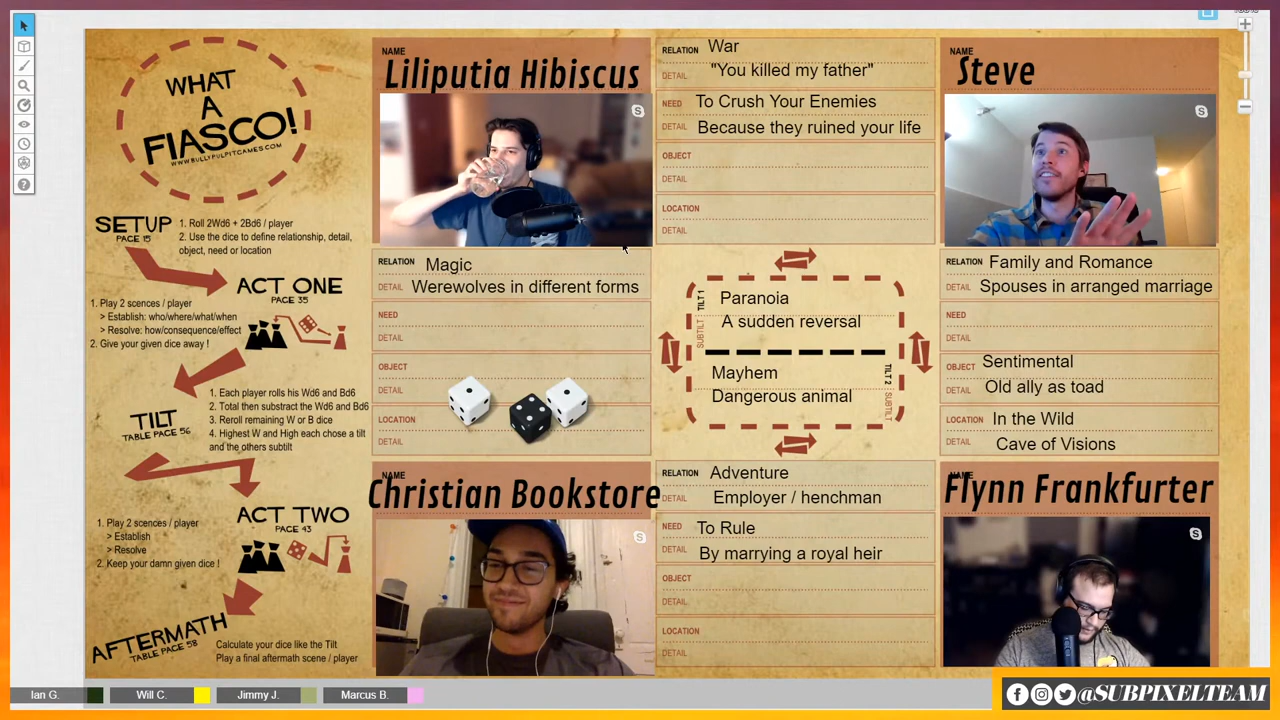 WHAT
A
FIASCO!
WWW.BULLYPULPITGAMES.COM
SETUP
PAGE 15
1. Roll 2Wd6 + 2Bd6 / player
2. Use the dice to define relationship, detail,
object, need or location
ACT ONE
PAGE 35
1. Play 2 scences / player
> Establish: who/where/what/when
> Resolve: how/consequence/effect
2. Give your given dice away !
TILT
TABLE PAGE 56
1. Each player rolls his Wd6 and Bd6
2. Total then substract the Wd6 and Bd6
3. Reroll remaining W or B dice
4. Highest W and High each chose a tilt
and the others subtilt
ACT TWO
PAGE 43
1. Play 2 scences / player
> Establish
> Resolve
2. Keep your damn given dice !
AFTERMATH
TABLE PAGE 58
Calculate your dice like the Tilt
Play a final aftermath scene / player
NAME
Liliputia Hibiscus
RELATION War
DETAIL "You killed my father"
NEED To Crush Your Enemies
DETAIL Because they ruined your life
OBJECT
DETAIL
LOCATION
DETAIL
NAME
Steve
RELATION Magic
DETAIL Werewolves in different forms
NEED
DETAIL
OBJECT
DETAIL
LOCATION
DETAIL
TILT 1
Paranoia
SUBTILT
A sudden reversal
Mayhem
TILT 2
Dangerous animal
SUBTILT
RELATION Family and Romance
DETAIL Spouses in arranged marriage
NEED
DETAIL
OBJECT Sentimental
DETAIL Old ally as toad
LOCATION In the Wild
DETAIL Cave of Visions
NAME
Christian Bookstore
RELATION Adventure
DETAIL Employer / henchman
NEED To Rule
DETAIL By marrying a royal heir
OBJECT
DETAIL
LOCATION
DETAIL
NAME
Flynn Frankfurter
Ian G.
Will C.
Jimmy J.
Marcus B.
@SUBPIXELTEAM